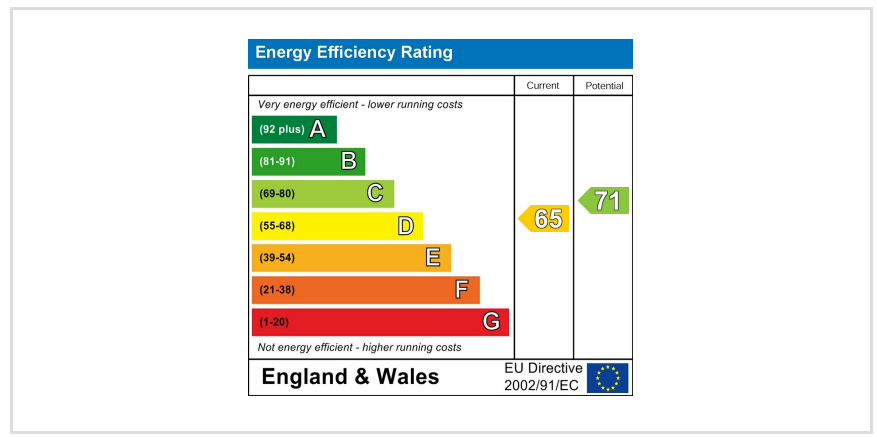 Energy Efficiency Rating
Current Potential
Very energy efficient - lower running costs
(92 plus) A
(81-91) B
(69-80) C
(55-68) D
(39-54) E
(21-38) F
(1-20) G
65
71
Not energy efficient - higher running costs
England & Wales
EU Directive
2002/91/EC